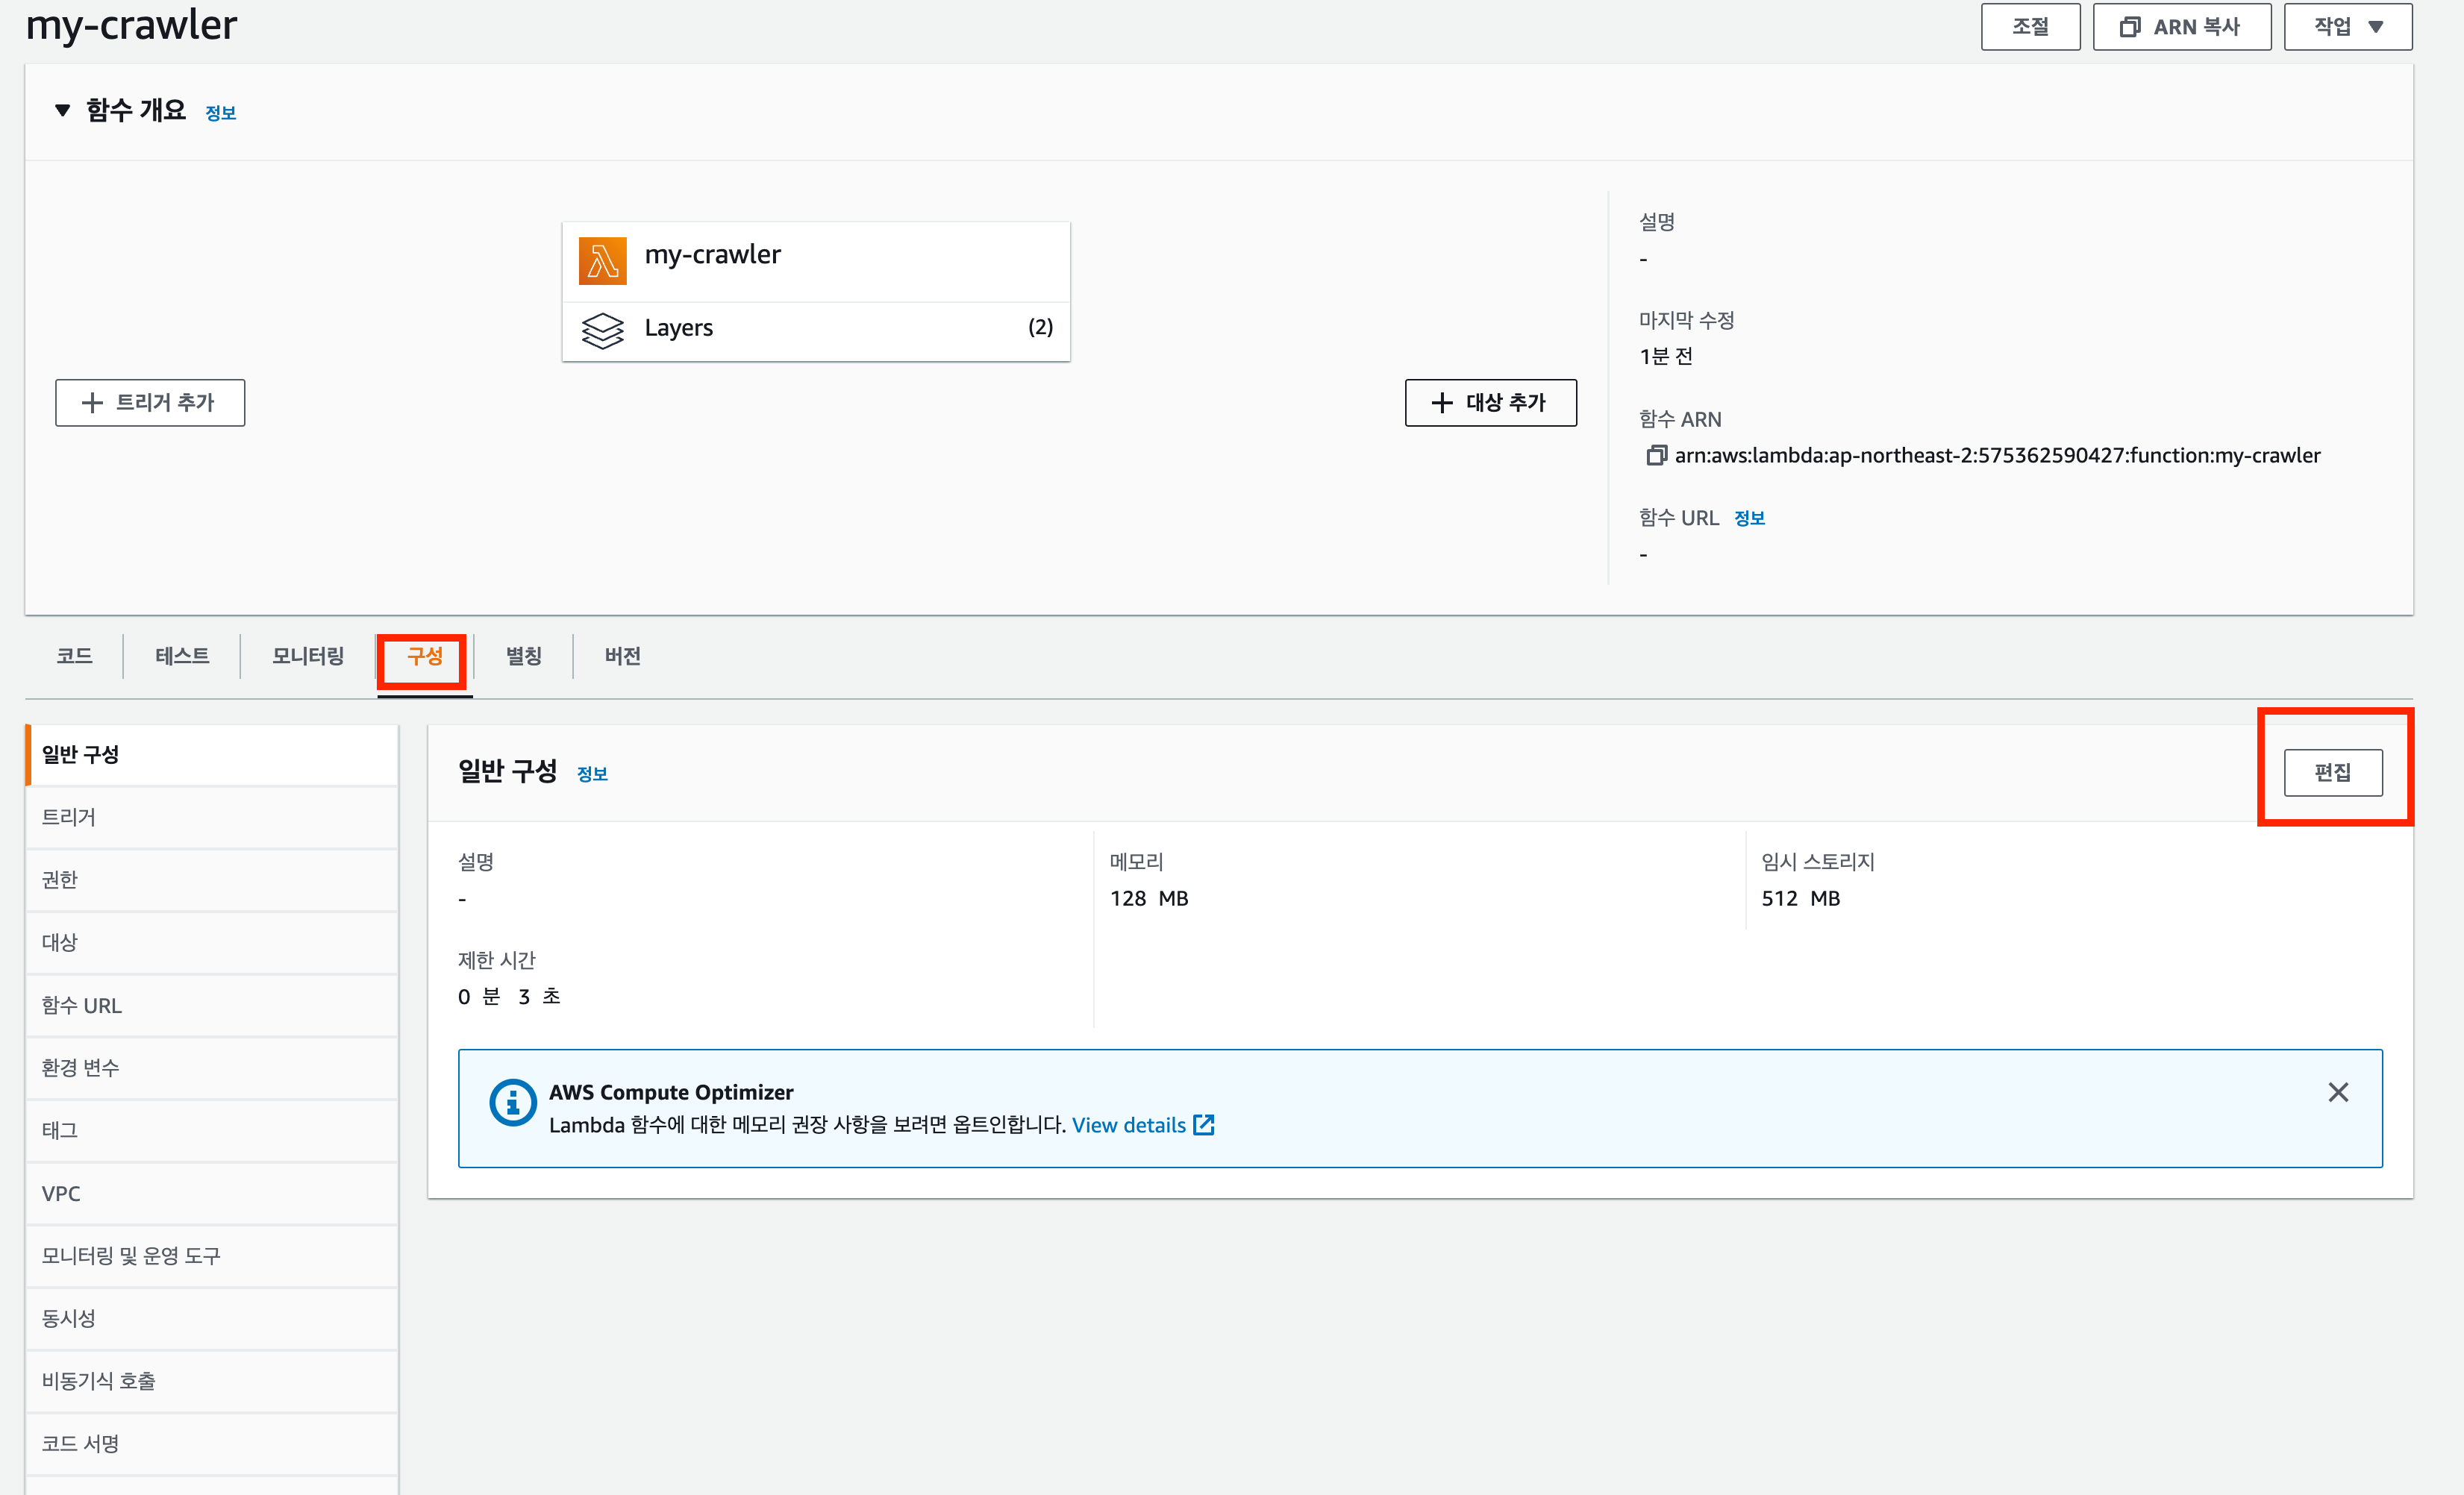 my-crawler
조절
ARN 복사
작업
함수 개요 정보
my-crawler
Layers (2)
트리거 추가
대상 추가
설명
-
마지막 수정
1분 전
함수 ARN
arn:aws:lambda:ap-northeast-2:575362590427:function:my-crawler
함수 URL 정보
-
코드
테스트
모니터링
구성
별칭
버전
일반 구성
트리거
권한
대상
함수 URL
환경 변수
태그
VPC
모니터링 및 운영 도구
동시성
비동기식 호출
코드 서명
일반 구성 정보
편집
설명
-
메모리
128 MB
임시 스토리지
512 MB
제한 시간
0 분 3 초
AWS Compute Optimizer
Lambda 함수에 대한 메모리 권장 사항을 보려면 옵트인합니다. View details